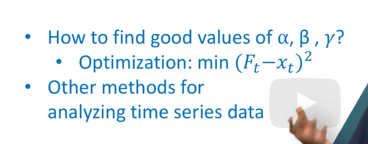 • How to find good values of α, β , γ?
• Optimization: min (Fₜ−xₜ)²
• Other methods for
analyzing time series data